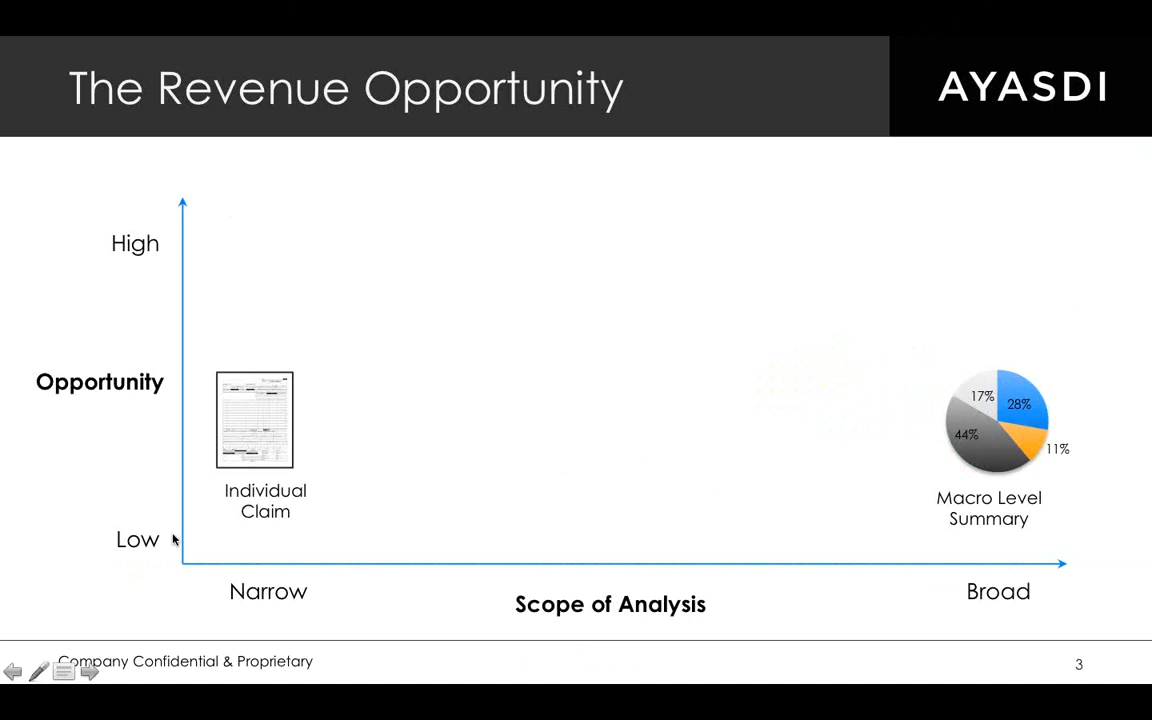 The Revenue Opportunity
AYASDI
High
Opportunity
Low
Individual
Claim
17%
28%
44%
11%
Macro Level
Summary
Narrow
Scope of Analysis
Broad
Company Confidential & Proprietary
3